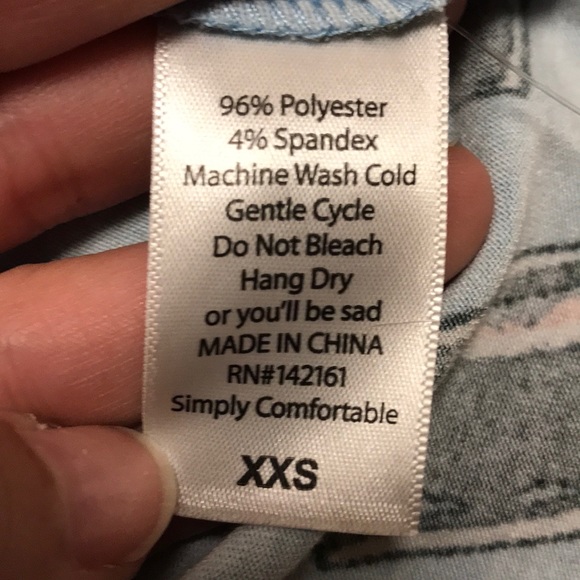 96% Polyester
4% Spandex
Machine Wash Cold
Gentle Cycle
Do Not Bleach
Hang Dry
or you'll be sad
MADE IN CHINA
RN#142161
Simply Comfortable
XXS